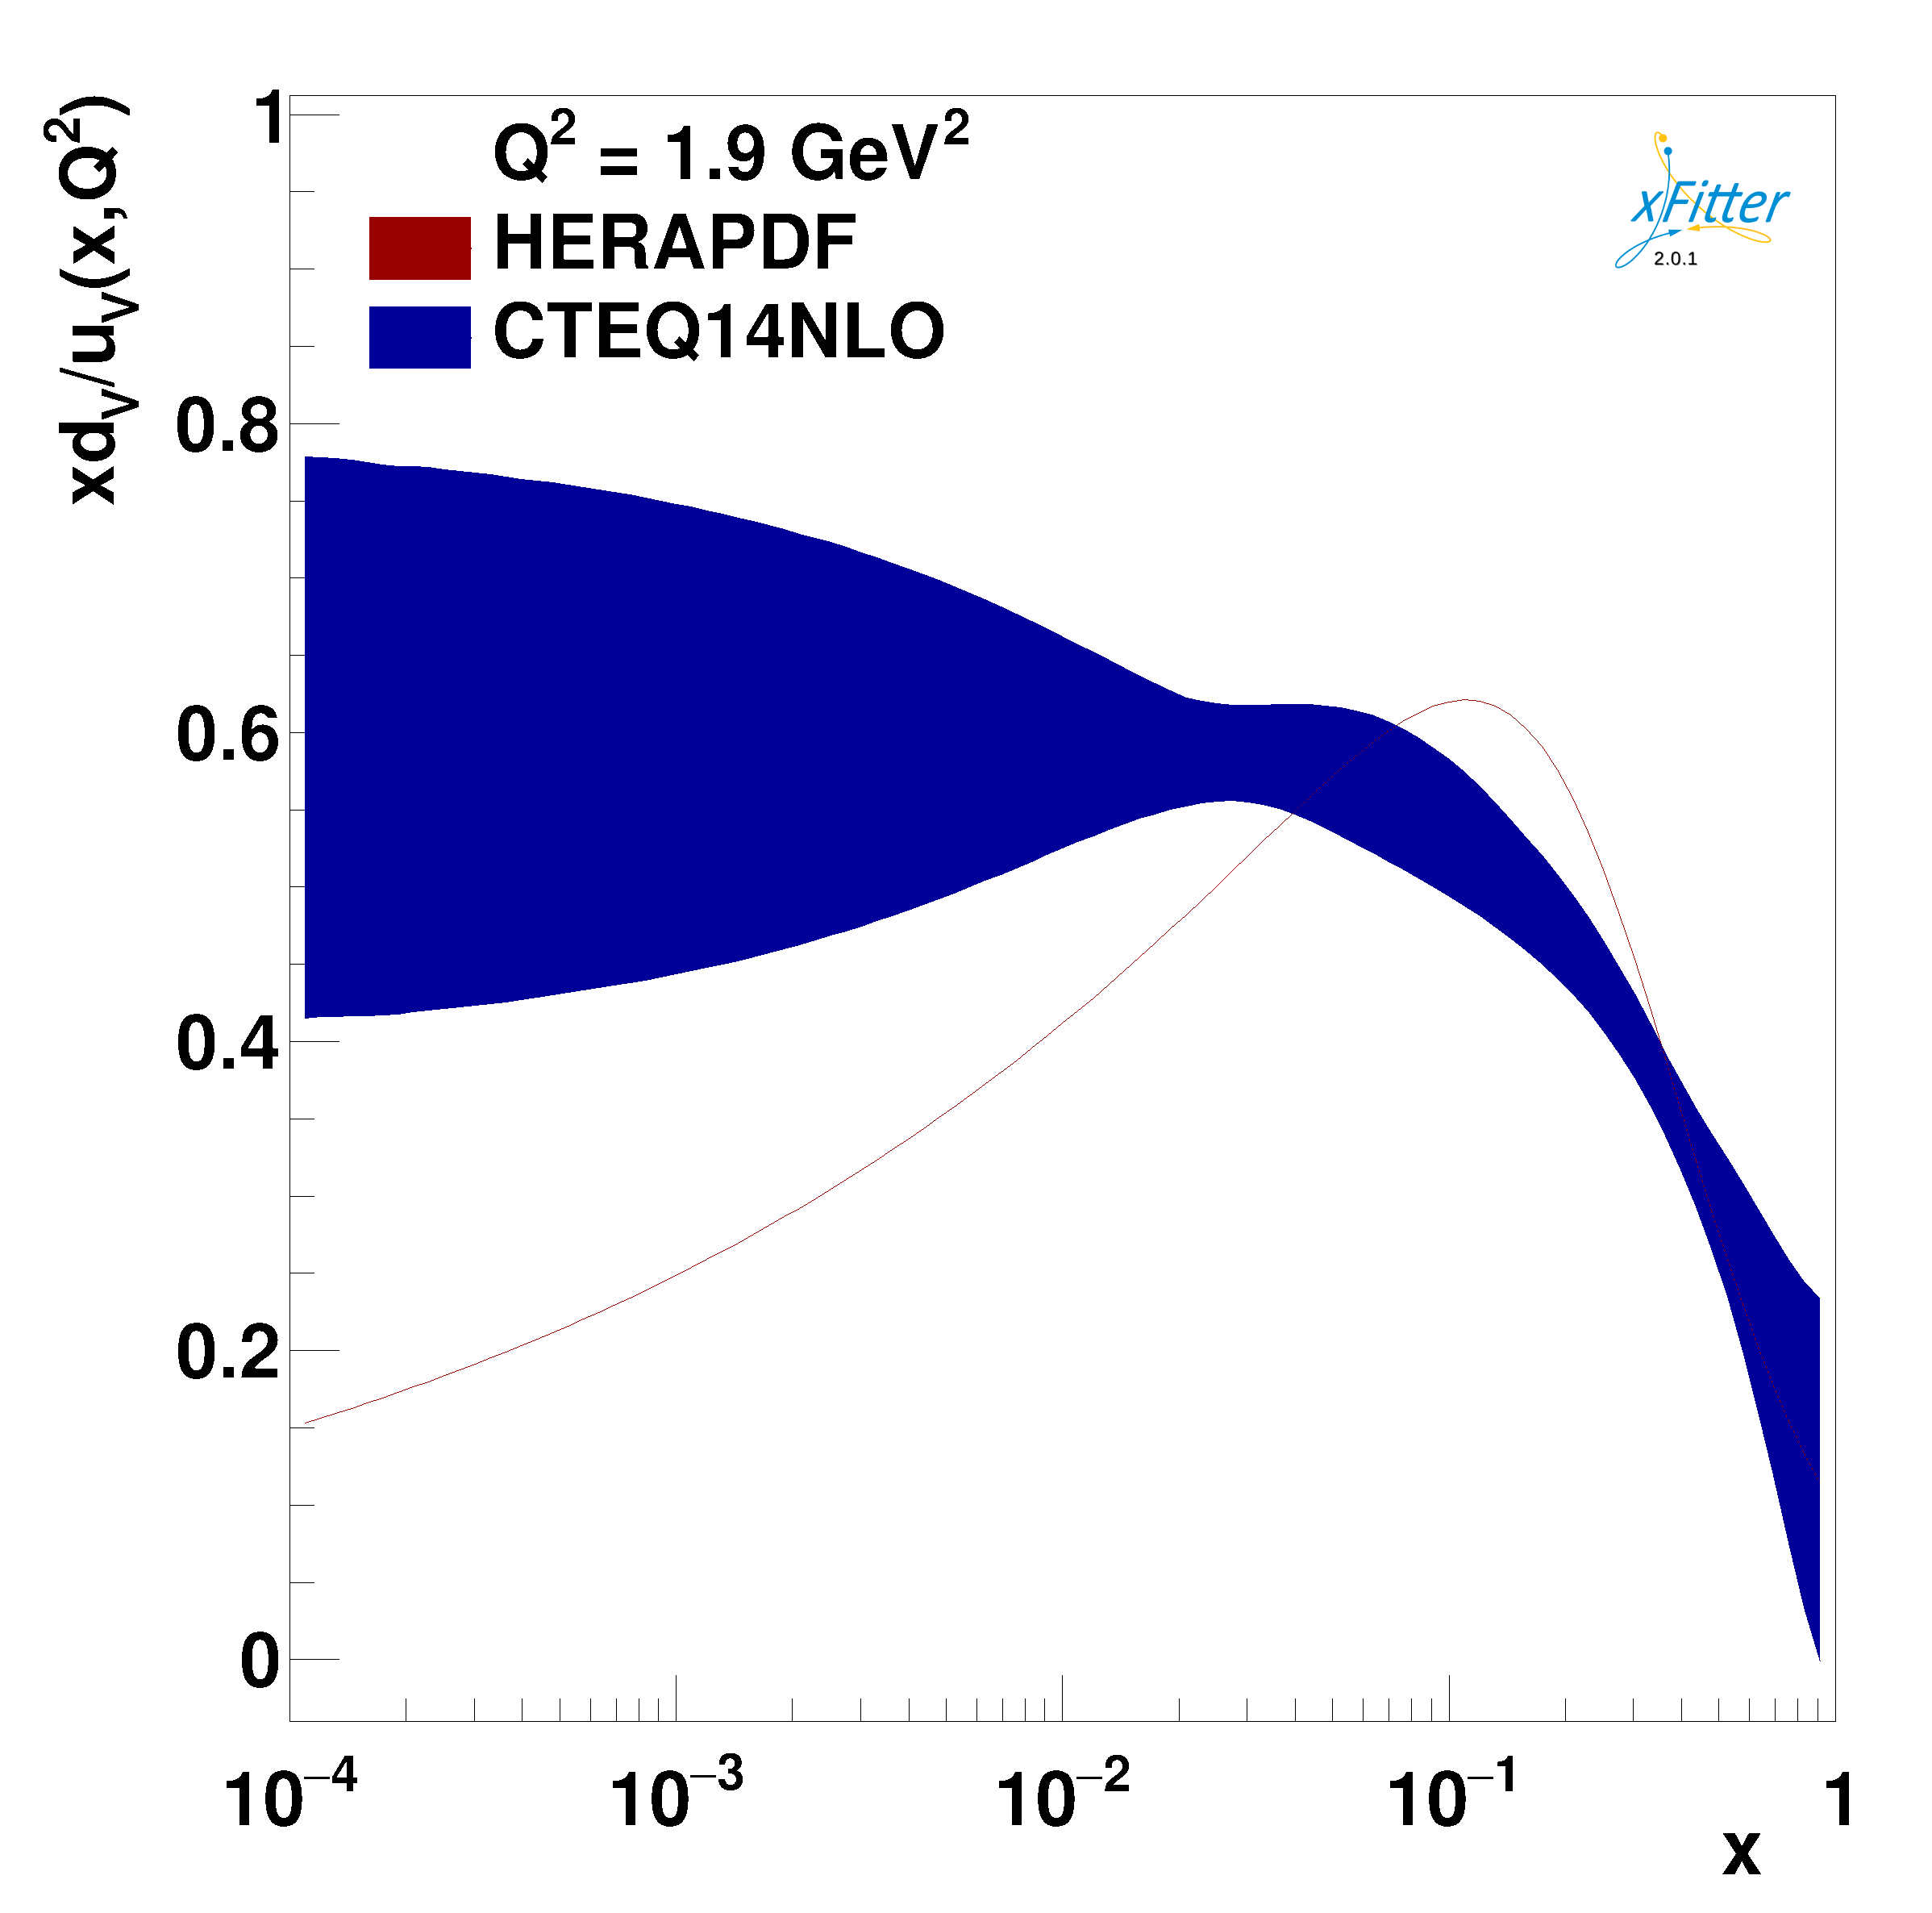 xd_V/u_V(x,Q²)
Q² = 1.9 GeV²
HERAPDF
CTEQ14NLO
xFitter
2.0.1
1
0.8
0.6
0.4
0.2
0
10⁻⁴ 10⁻³ 10⁻² 10⁻¹ 1
x